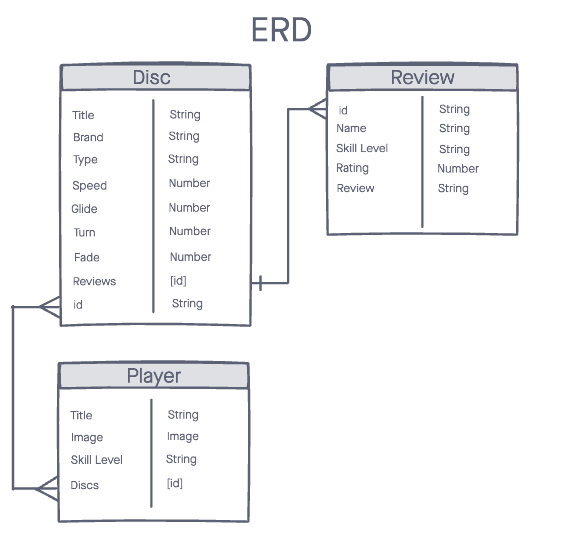 ERD
Disc
Title String
Brand String
Type String
Speed Number
Glide Number
Turn Number
Fade Number
Reviews [id]
id String
Review
id String
Name String
Skill Level String
Rating Number
Review String
Player
Title String
Image Image
Skill Level String
Discs [id]